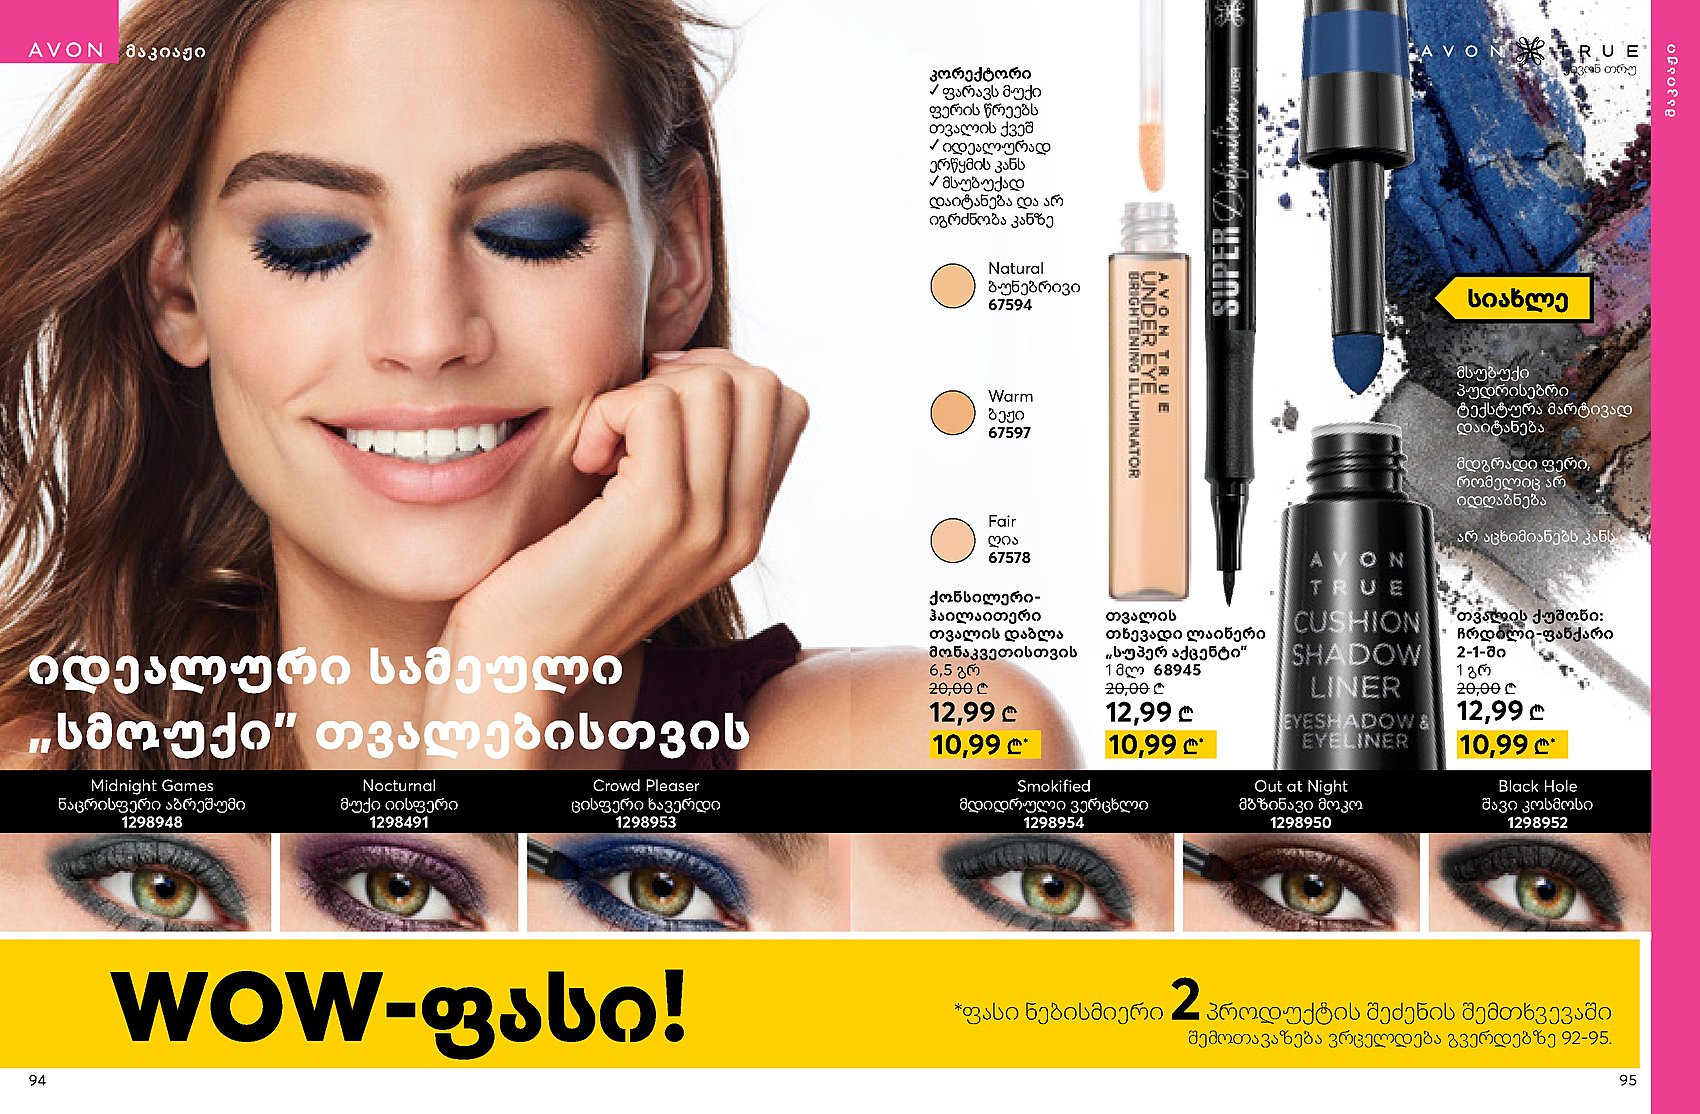 AVON მაკიაჟი
AVON TRUE
ეივონ თრუ
მაკიაჟი
კორექტორი
✓ ფარავს მუქი
ფერის წრეებს
თვალის ქვეშ
✓ იდეალურად
ერწყმის კანს
✓ მსუბუქად
დაიტანება და არ
იგრძნობა კანზე
Natural
ბუნებრივი
67594
Warm
ბეჟი
67597
Fair
ღია
67578
AVON TRUE
UNDER EYE
BRIGHTENING ILLUMINATOR
SUPER Definition LINER
სიახლე
მსუბუქი
პუდრისებრი
ტექსტურა მარტივად
დაიტანება
მდგრადი ფერი,
რომელიც არ
იდღაბნება
არ აცხიმიანებს კანს
AVON
TRUE
CUSHION
SHADOW
LINER
EYESHADOW &
EYELINER
ქონსილერი-
ჰაილაითერი
თვალის დაბლა
მონაკვეთისთვის
6,5 გრ
20,00 ₾
12,99 ₾
10,99 ₾*
თვალის
თხევადი ლაინერი
„სუპერ აქცენტი"
1 მლ 68945
20,00 ₾
12,99 ₾
10,99 ₾*
თვალის ქუშონი:
ჩრდილი-ფანქარი
2-1-ში
1 გრ
20,00 ₾
12,99 ₾
10,99 ₾*
იდეალური სამეული
„სმოუქი" თვალებისთვის
Midnight Games
ნაცრისფერი აბრეშუმი
1298948
Nocturnal
მუქი იისფერი
1298491
Crowd Pleaser
ცისფერი ხავერდი
1298953
Smokified
მდიდრული ვერცხლი
1298954
Out at Night
მბზინავი მოკო
1298950
Black Hole
შავი კოსმოსი
1298952
WOW-ფასი!
*ფასი ნებისმიერი 2 პროდუქტის შეძენის შემთხვევაში
შემოთავაზება ვრცელდება გვერდებზე 92-95.
94
95